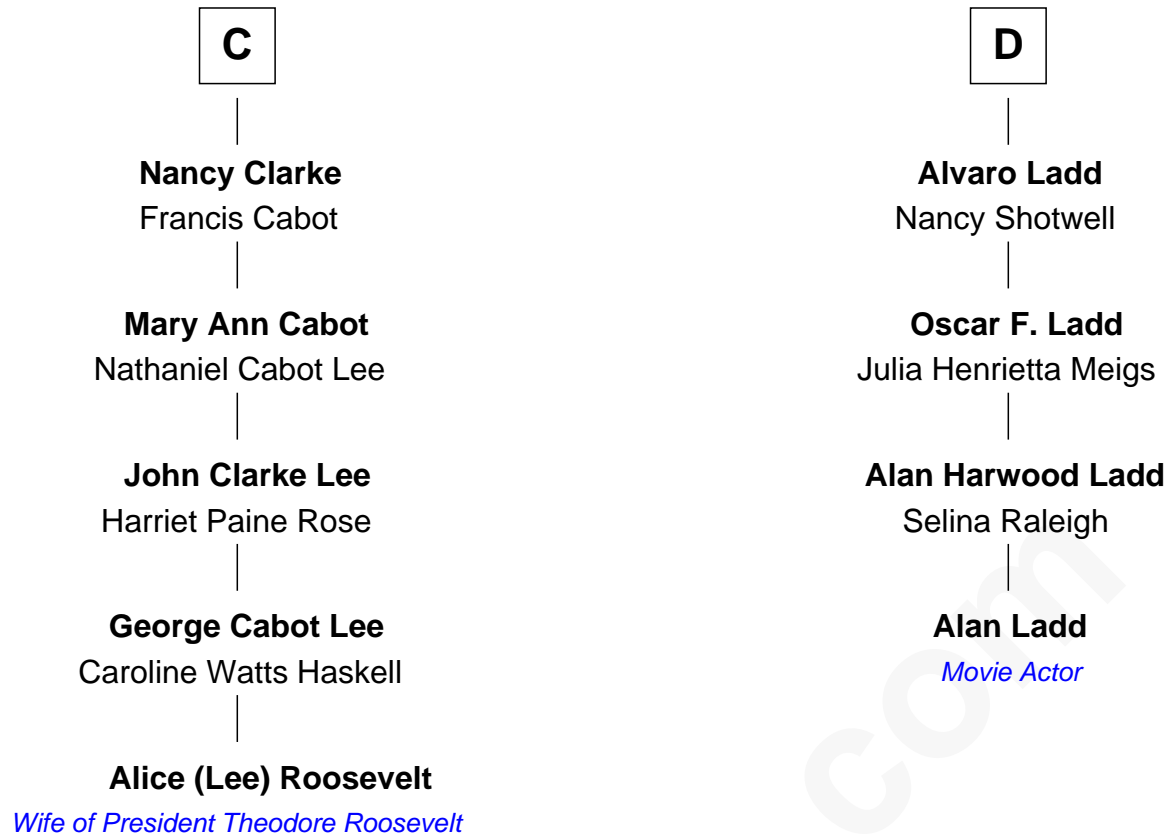 C
Nancy Clarke
Francis Cabot
Mary Ann Cabot
Nathaniel Cabot Lee
John Clarke Lee
Harriet Paine Rose
George Cabot Lee
Caroline Watts Haskell
Alice (Lee) Roosevelt
Wife of President Theodore Roosevelt
D
Alvaro Ladd
Nancy Shotwell
Oscar F. Ladd
Julia Henrietta Meigs
Alan Harwood Ladd
Selina Raleigh
Alan Ladd
Movie Actor
com